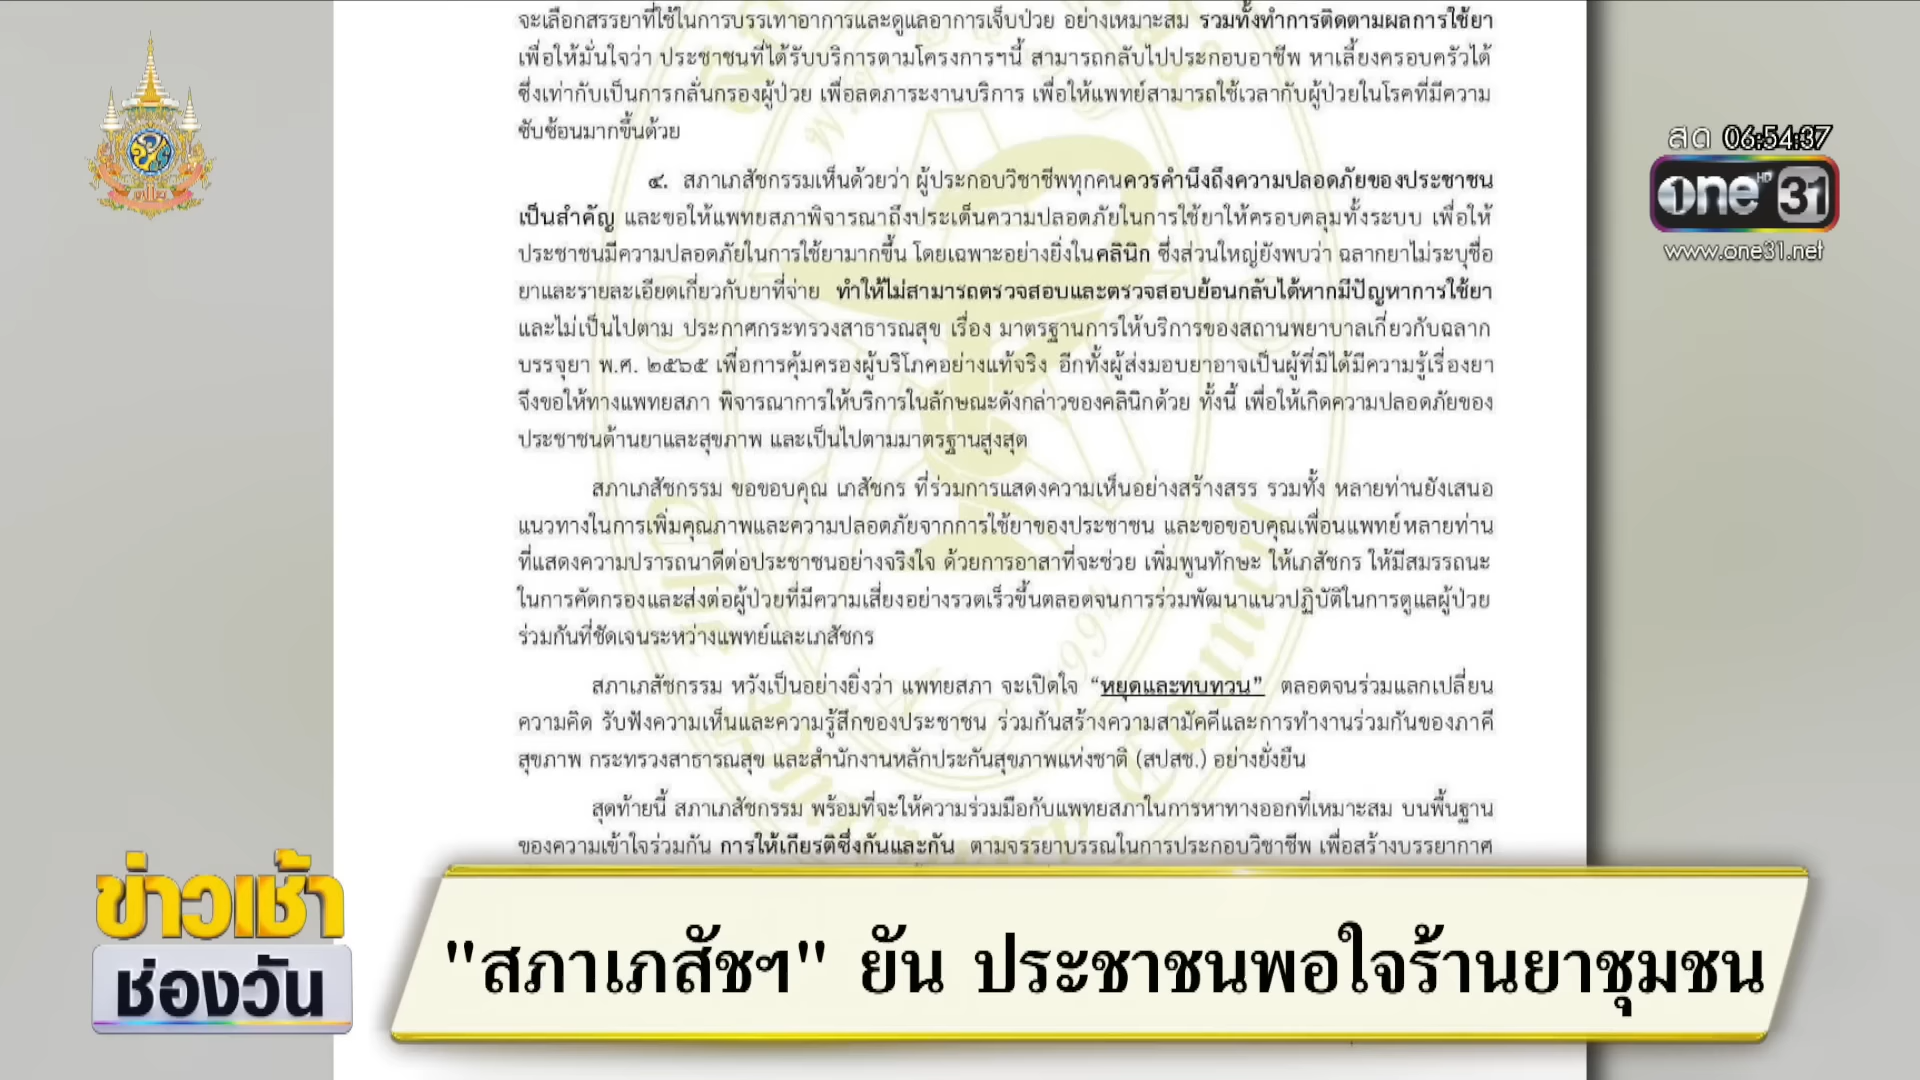 จะเลือกสรรยาที่ใช้ในการบรรเทาอาการและดูแลอาการเจ็บป่วย อย่างเหมาะสม รวมทั้งทำการติดตามผลการใช้ยา
เพื่อให้มั่นใจว่า ประชาชนที่ได้รับบริการตามโครงการฯนี้ สามารถกลับไปประกอบอาชีพ หาเลี้ยงครอบครัวได้
ซึ่งเท่ากับเป็นการกลั่นกรองผู้ป่วย เพื่อลดภาระงานบริการ เพื่อให้แพทย์สามารถใช้เวลากับผู้ป่วยในโรคที่มีความ
ซับซ้อนมากขึ้นด้วย
๔. สภาเภสัชกรรมเห็นด้วยว่า ผู้ประกอบวิชาชีพทุกคนควรคำนึงถึงความปลอดภัยของประชาชน
เป็นสำคัญ และขอให้แพทยสภาพิจารณาถึงประเด็นความปลอดภัยในการใช้ยาให้ครอบคลุมทั้งระบบ เพื่อให้
ประชาชนมีความปลอดภัยในการใช้ยามากขึ้น โดยเฉพาะอย่างยิ่งในคลินิก ซึ่งส่วนใหญ่ยังพบว่า ฉลากยาไม่ระบุชื่อ
ยาและรายละเอียดเกี่ยวกับยาที่จ่าย ทำให้ไม่สามารถตรวจสอบและตรวจสอบย้อนกลับได้หากมีปัญหาการใช้ยา
และไม่เป็นไปตาม ประกาศกระทรวงสาธารณสุข เรื่อง มาตรฐานการให้บริการของสถานพยาบาลเกี่ยวกับฉลาก
บรรจุยา พ.ศ. ๒๕๖๕ เพื่อการคุ้มครองผู้บริโภคอย่างแท้จริง อีกทั้งผู้ส่งมอบยาอาจเป็นผู้ที่มิได้มีความรู้เรื่องยา
จึงขอให้ทางแพทยสภา พิจารณาการให้บริการในลักษณะดังกล่าวของคลินิกด้วย ทั้งนี้ เพื่อให้เกิดความปลอดภัยของ
ประชาชนด้านยาและสุขภาพ และเป็นไปตามมาตรฐานสูงสุด
สภาเภสัชกรรม ขอขอบคุณ เภสัชกร ที่ร่วมการแสดงความเห็นอย่างสร้างสรร รวมทั้ง หลายท่านยังเสนอ
แนวทางในการเพิ่มคุณภาพและความปลอดภัยจากการใช้ยาของประชาชน และขอขอบคุณเพื่อนแพทย์หลายท่าน
ที่แสดงความปรารถนาดีต่อประชาชนอย่างจริงใจ ด้วยการอาสาที่จะช่วย เพิ่มพูนทักษะ ให้เภสัชกร ให้มีสมรรถนะ
ในการคัดกรองและส่งต่อผู้ป่วยที่มีความเสี่ยงอย่างรวดเร็วขึ้นตลอดจนการร่วมพัฒนาแนวปฏิบัติในการดูแลผู้ป่วย
ร่วมกันที่ชัดเจนระหว่างแพทย์และเภสัชกร
สภาเภสัชกรรม หวังเป็นอย่างยิ่งว่า แพทยสภา จะเปิดใจ “หยุดและทบทวน” ตลอดจนร่วมแลกเปลี่ยน
ความคิด รับฟังความเห็นและความรู้สึกของประชาชน ร่วมกันสร้างความสามัคคีและการทำงานร่วมกันของภาคี
สุขภาพ กระทรวงสาธารณสุข และสำนักงานหลักประกันสุขภาพแห่งชาติ (สปสช.) อย่างยั่งยืน
สุดท้ายนี้ สภาเภสัชกรรม พร้อมที่จะให้ความร่วมมือกับแพทยสภาในการหาทางออกที่เหมาะสม บนพื้นฐาน
ของความเข้าใจร่วมกัน การให้เกียรติซึ่งกันและกัน ตามจรรยาบรรณในการประกอบวิชาชีพ เพื่อสร้างบรรยากาศ
สด 06:54:37
one HD 31
www.one31.net
ข่าวเช้า
ช่องวัน
"สภาเภสัชฯ" ยัน ประชาชนพอใจร้านยาชุมชน